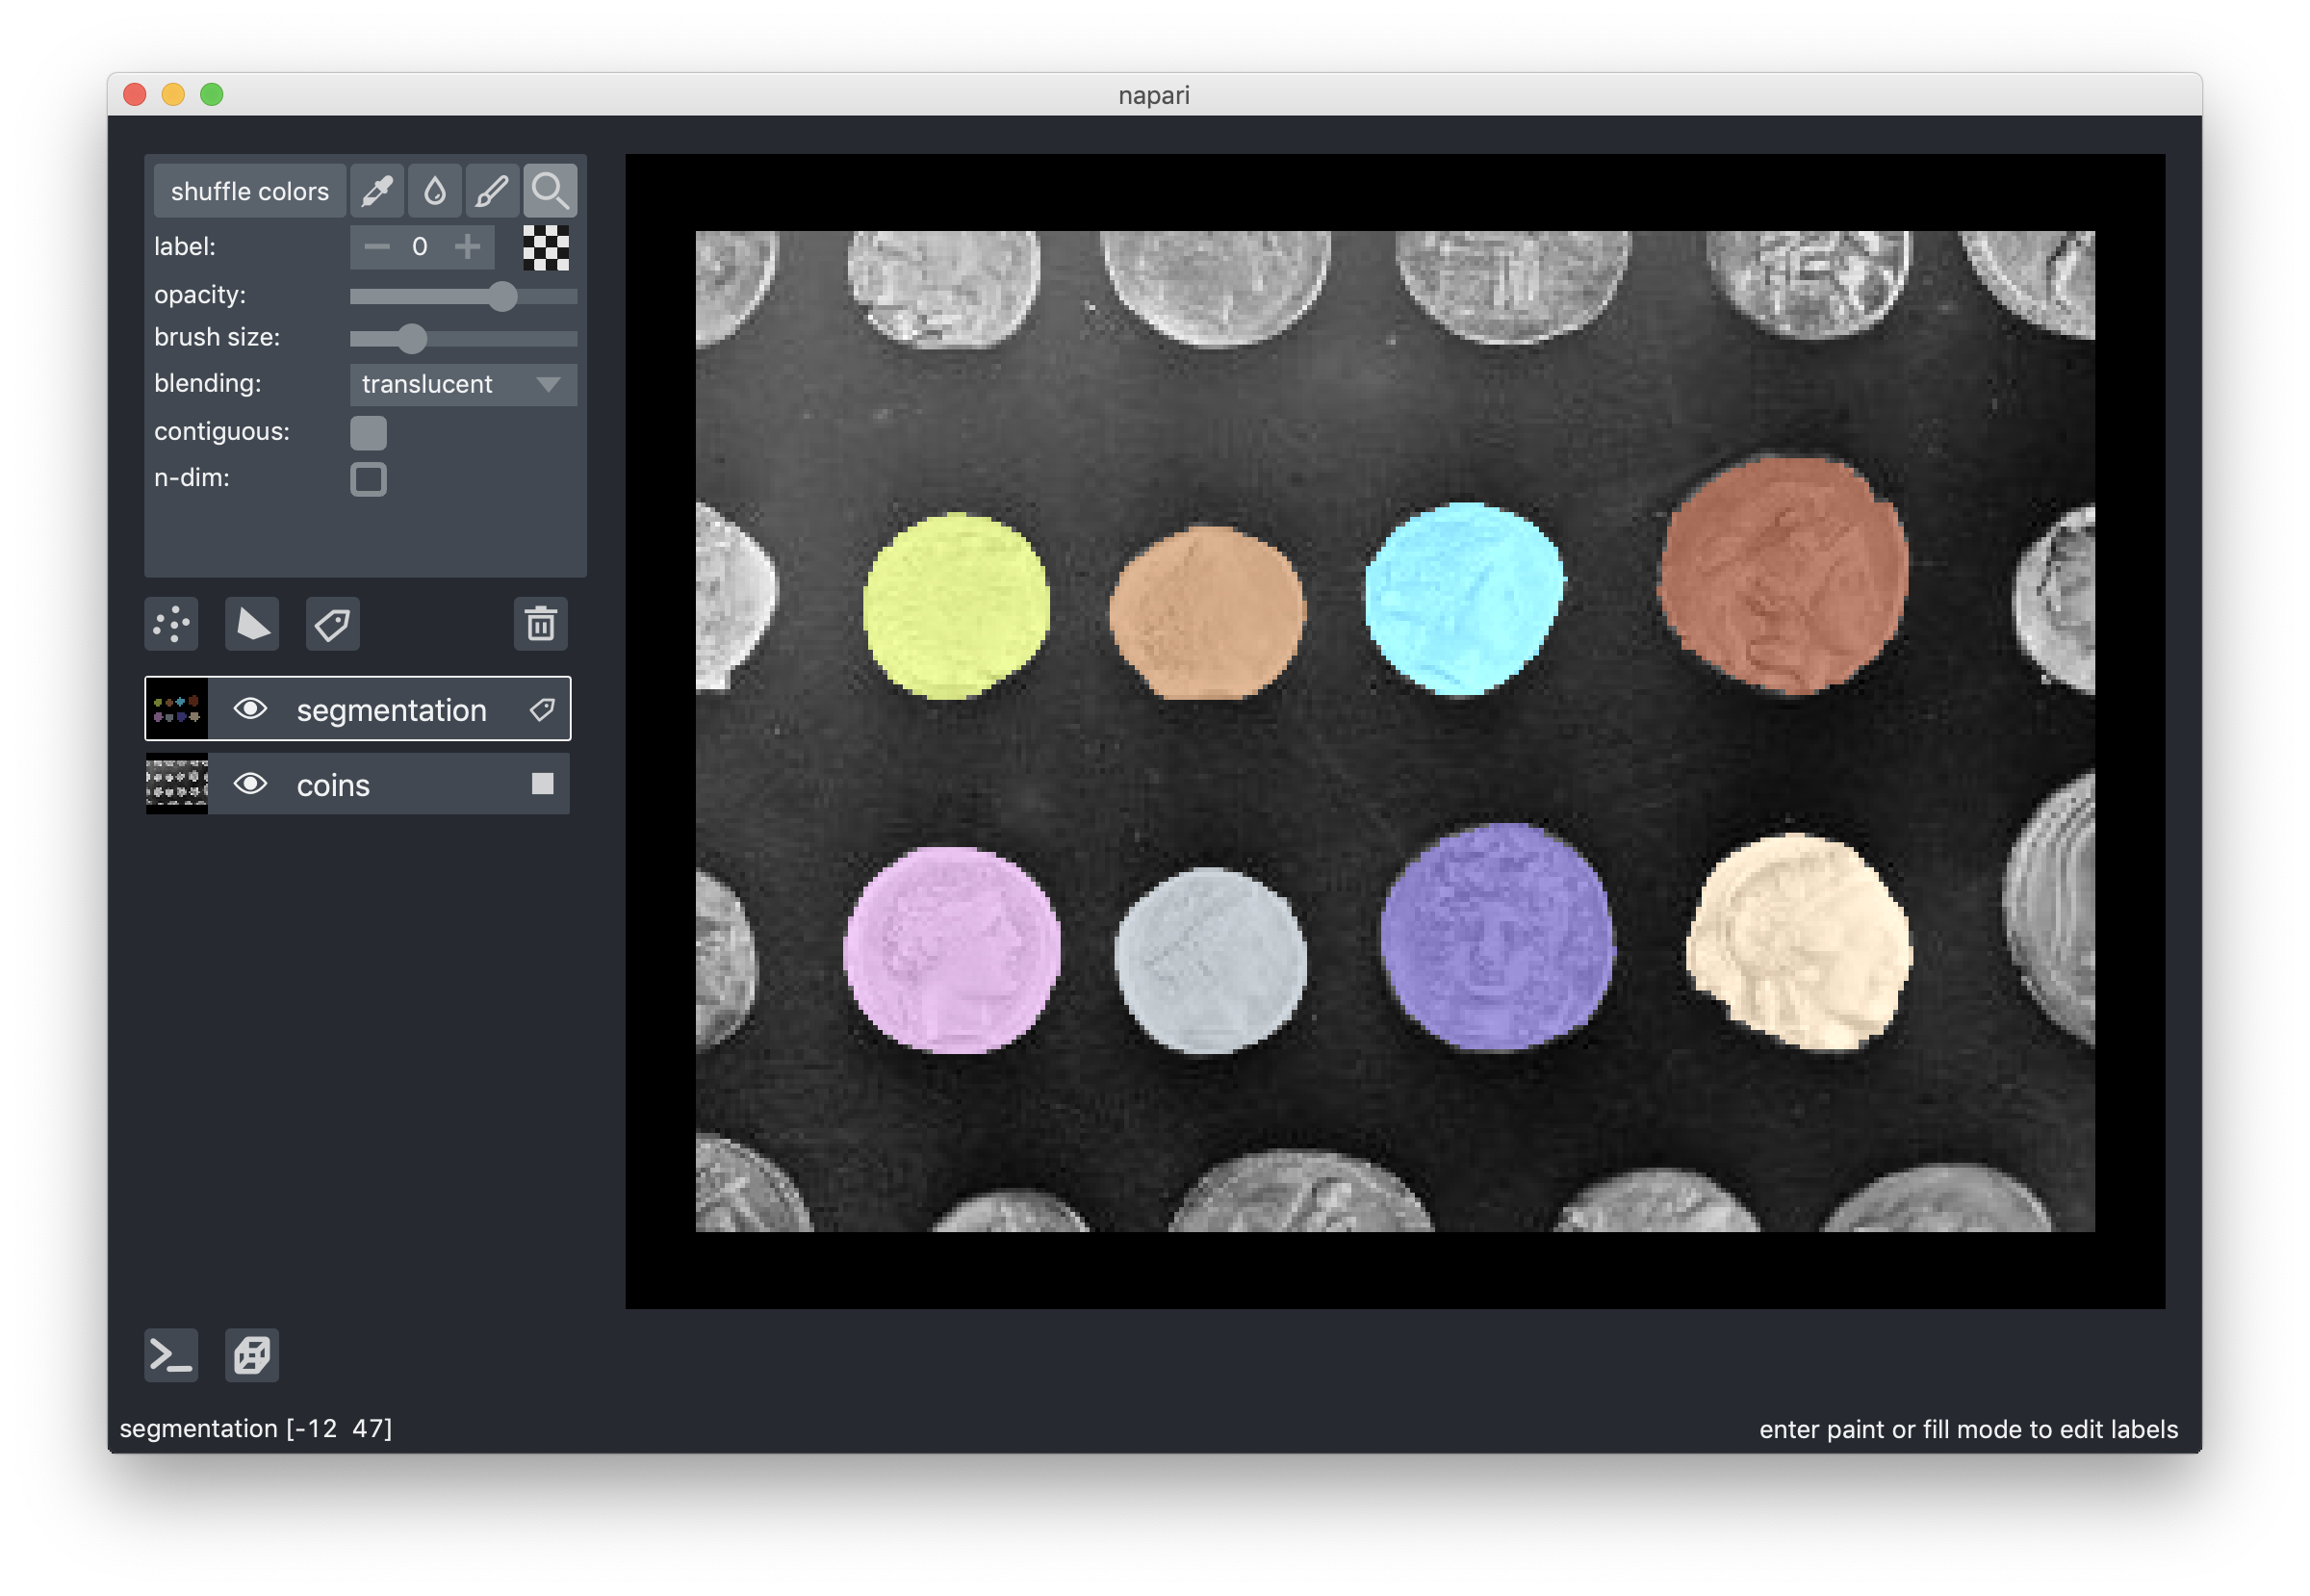 napari
shuffle colors
label: 0
opacity:
brush size:
blending: translucent
contiguous:
n-dim:
segmentation
coins
segmentation [-12 47]
enter paint or fill mode to edit labels